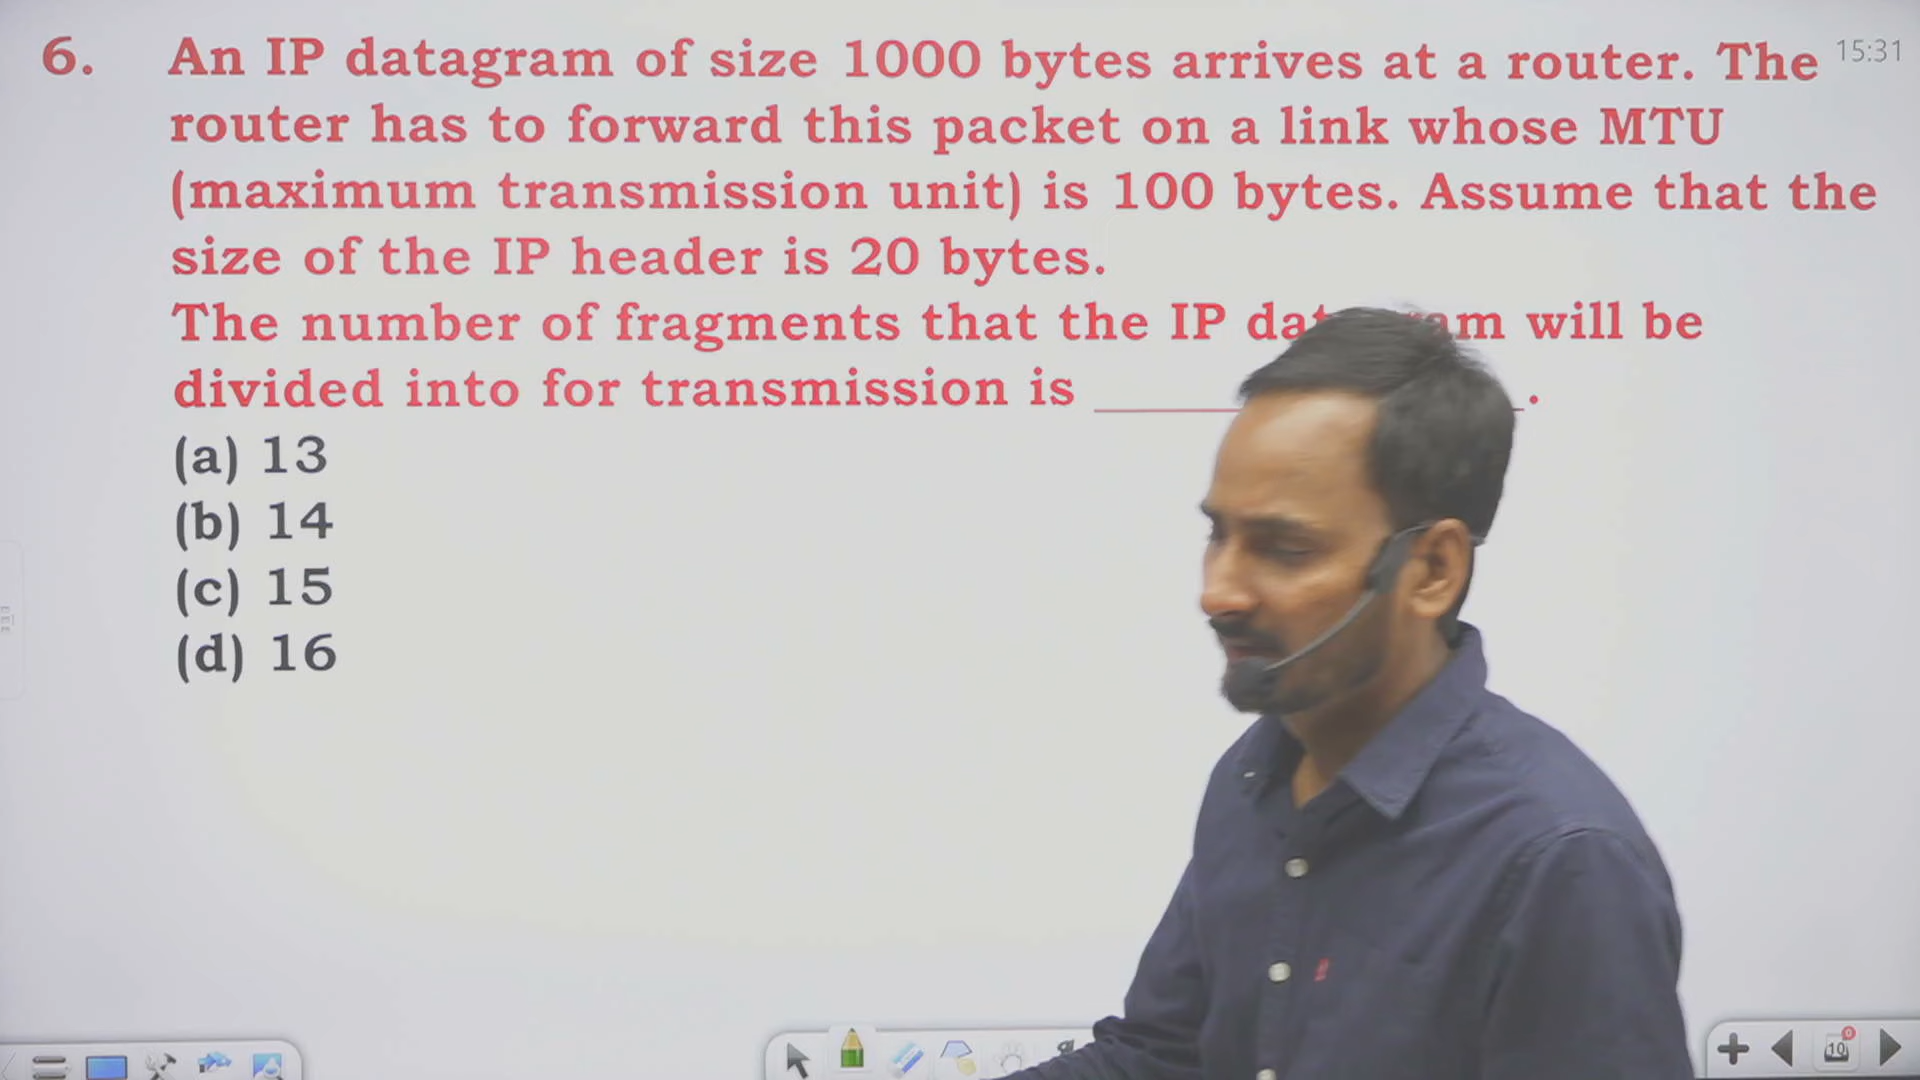 6. An IP datagram of size 1000 bytes arrives at a router. The 15:31
router has to forward this packet on a link whose MTU
(maximum transmission unit) is 100 bytes. Assume that the
size of the IP header is 20 bytes.
The number of fragments that the IP will be
divided into for transmission is ____________.
(a) 13
(b) 14
(c) 15
(d) 16
10